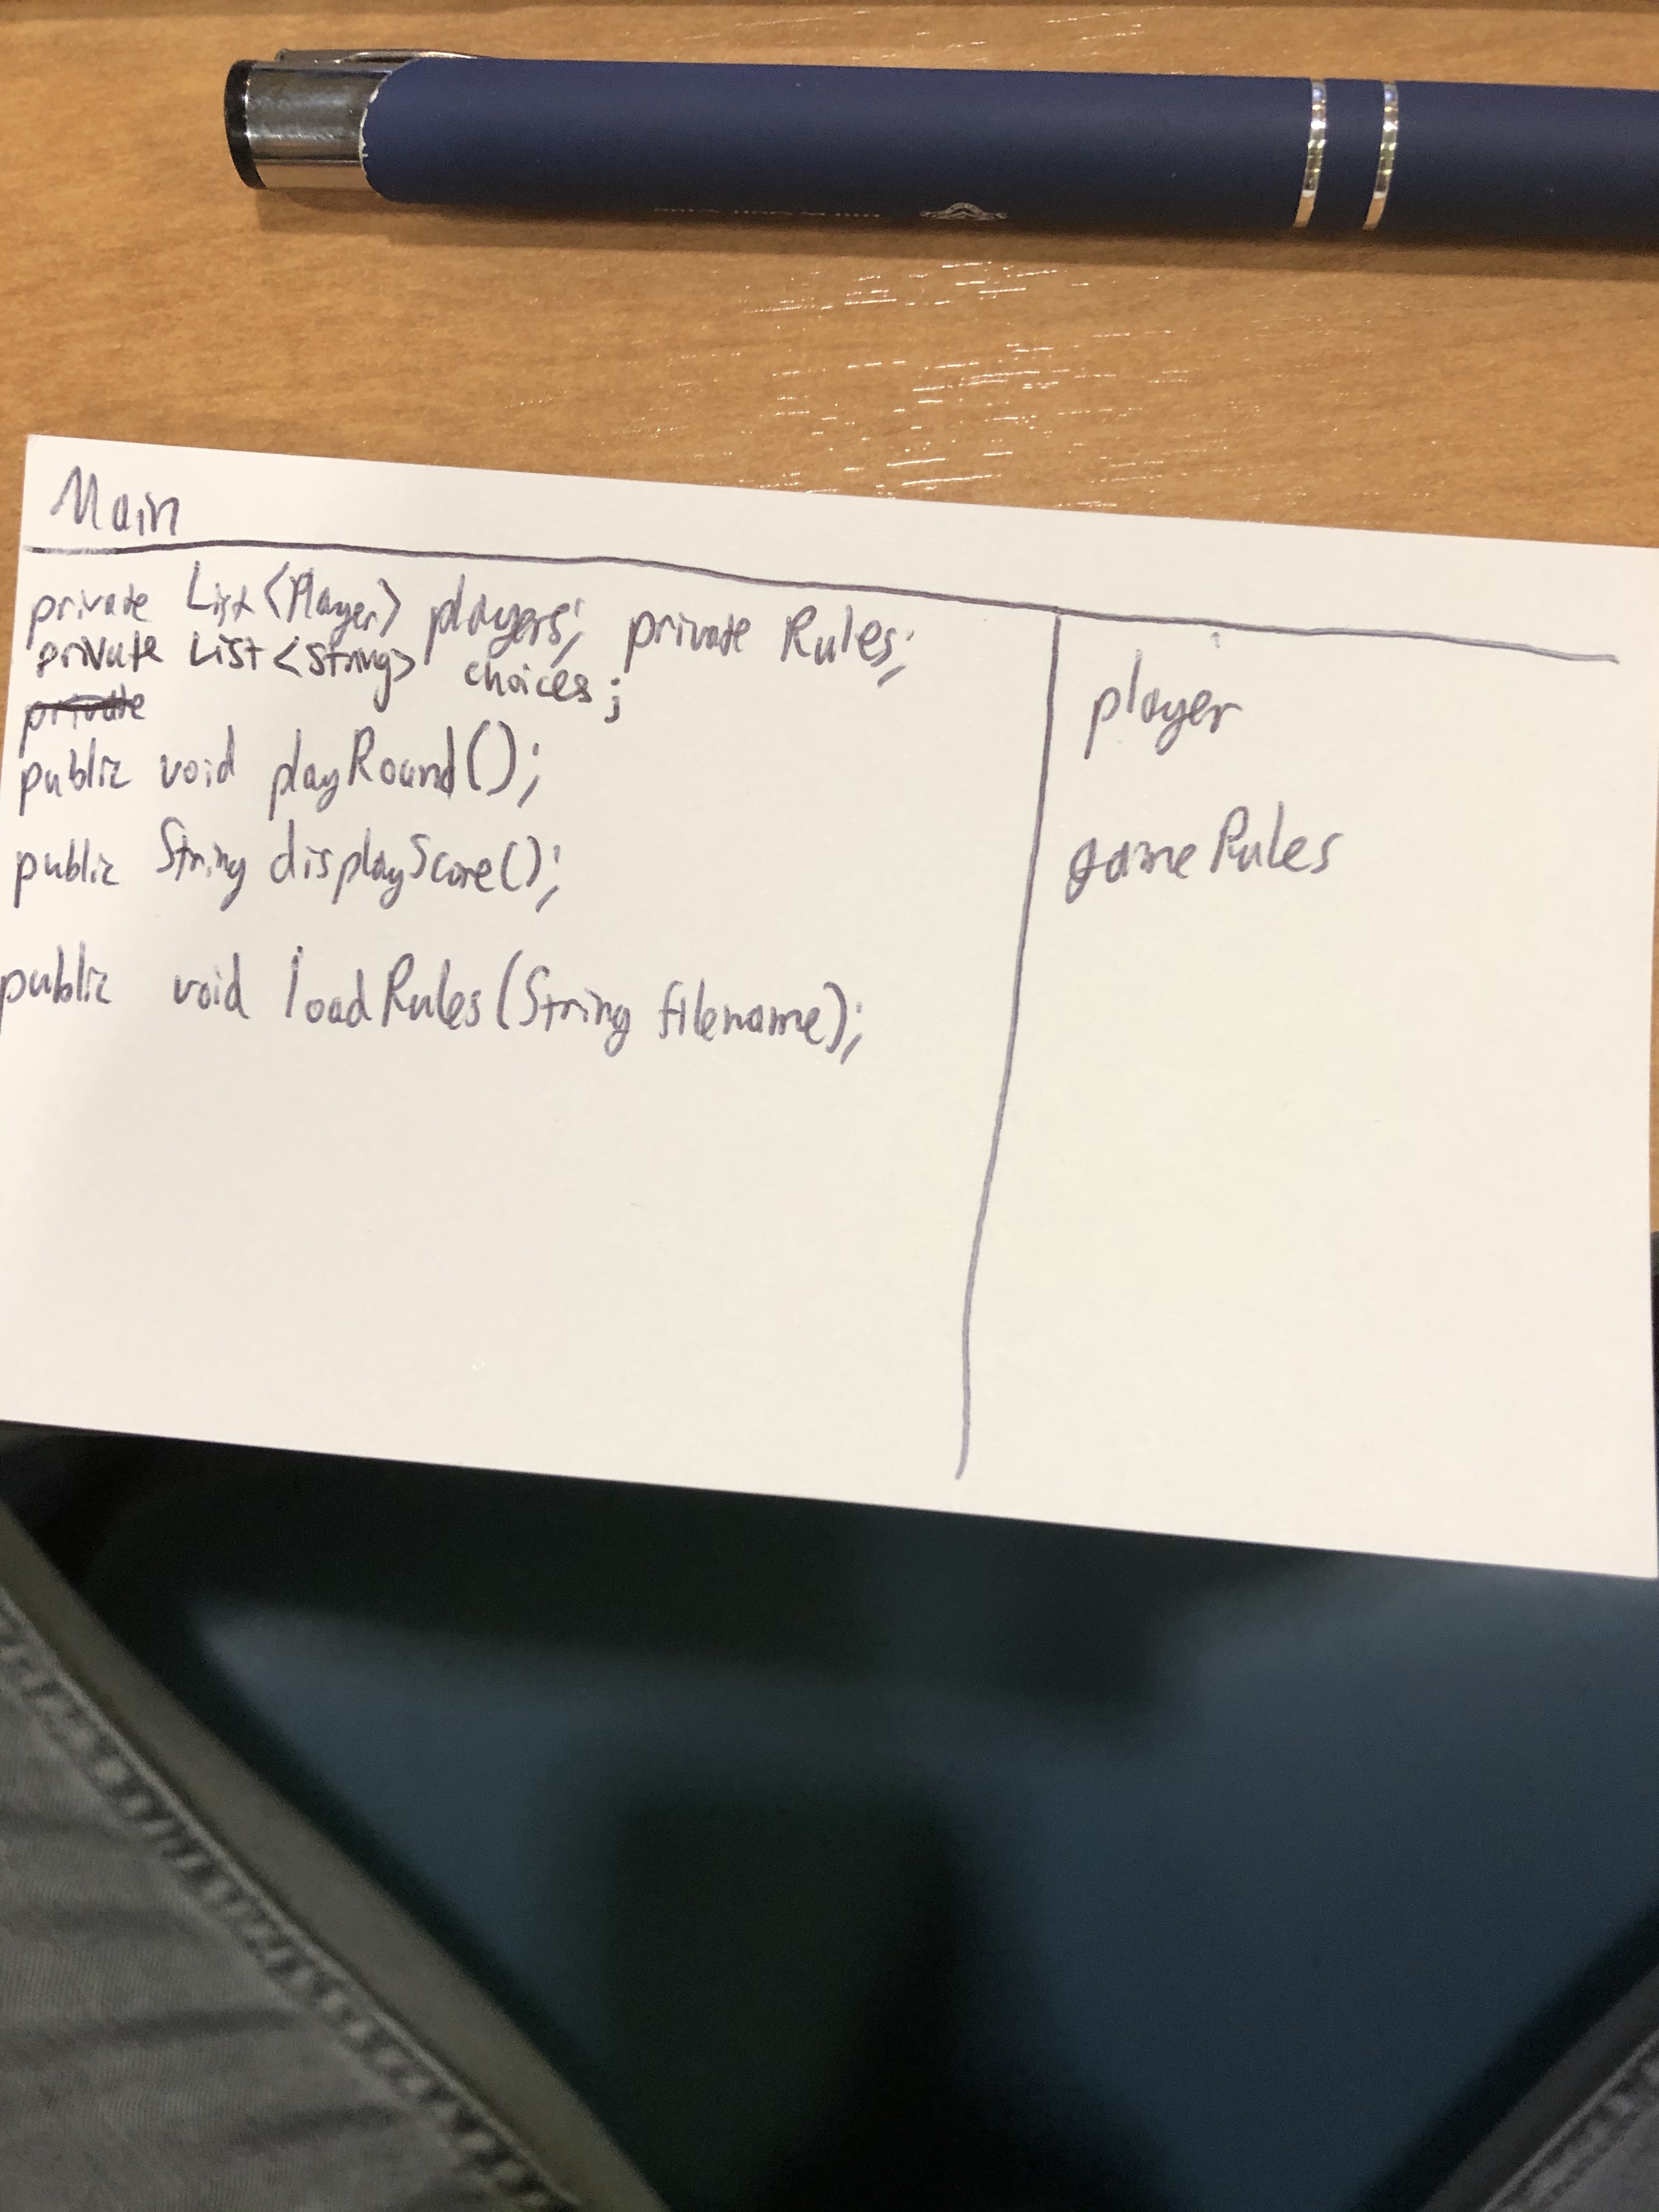 Main
private List<Player> players; private Rules;
private List<String> choices;
private
public void playRound();
public String displayScore();
public void loadRules(String filename);
player
gameRules